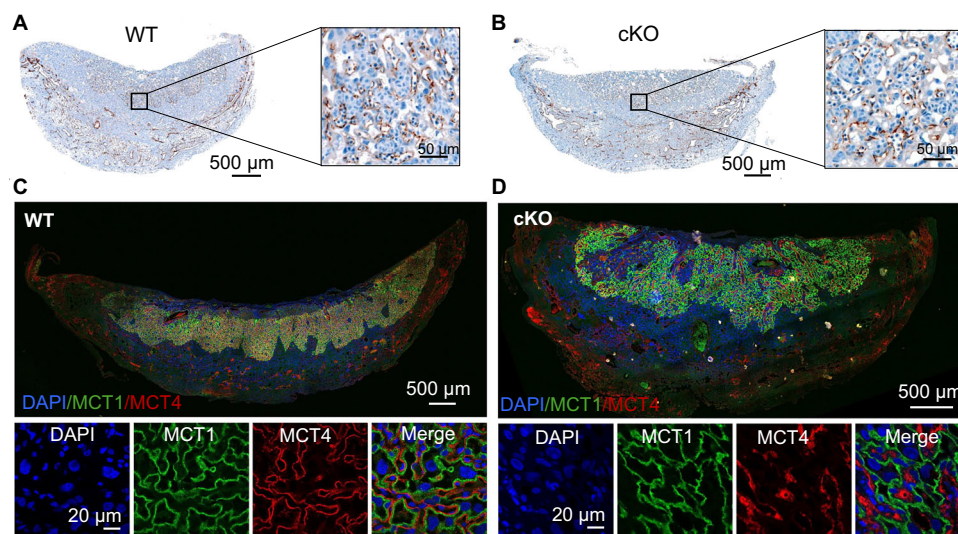 A
WT
50 µm
500 µm
B
cKO
50 µm
500 µm
C
WT
DAPI/MCT1/MCT4
500 µm
DAPI
MCT1
MCT4
Merge
20 µm
D
cKO
DAPI/MCT1/MCT4
500 µm
DAPI
MCT1
MCT4
Merge
20 µm